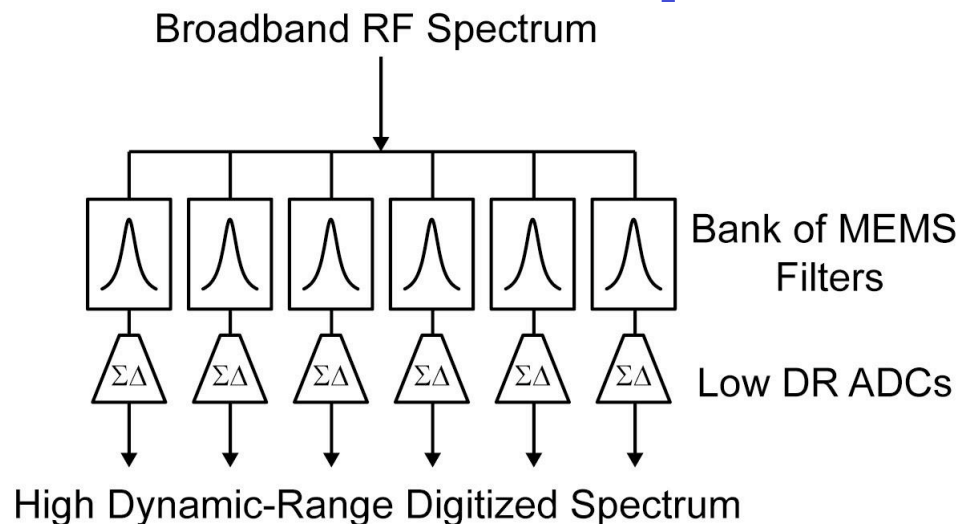 Broadband RF Spectrum
Bank of MEMS
Filters
ΣΔ ΣΔ ΣΔ ΣΔ ΣΔ ΣΔ
Low DR ADCs
High Dynamic-Range Digitized Spectrum